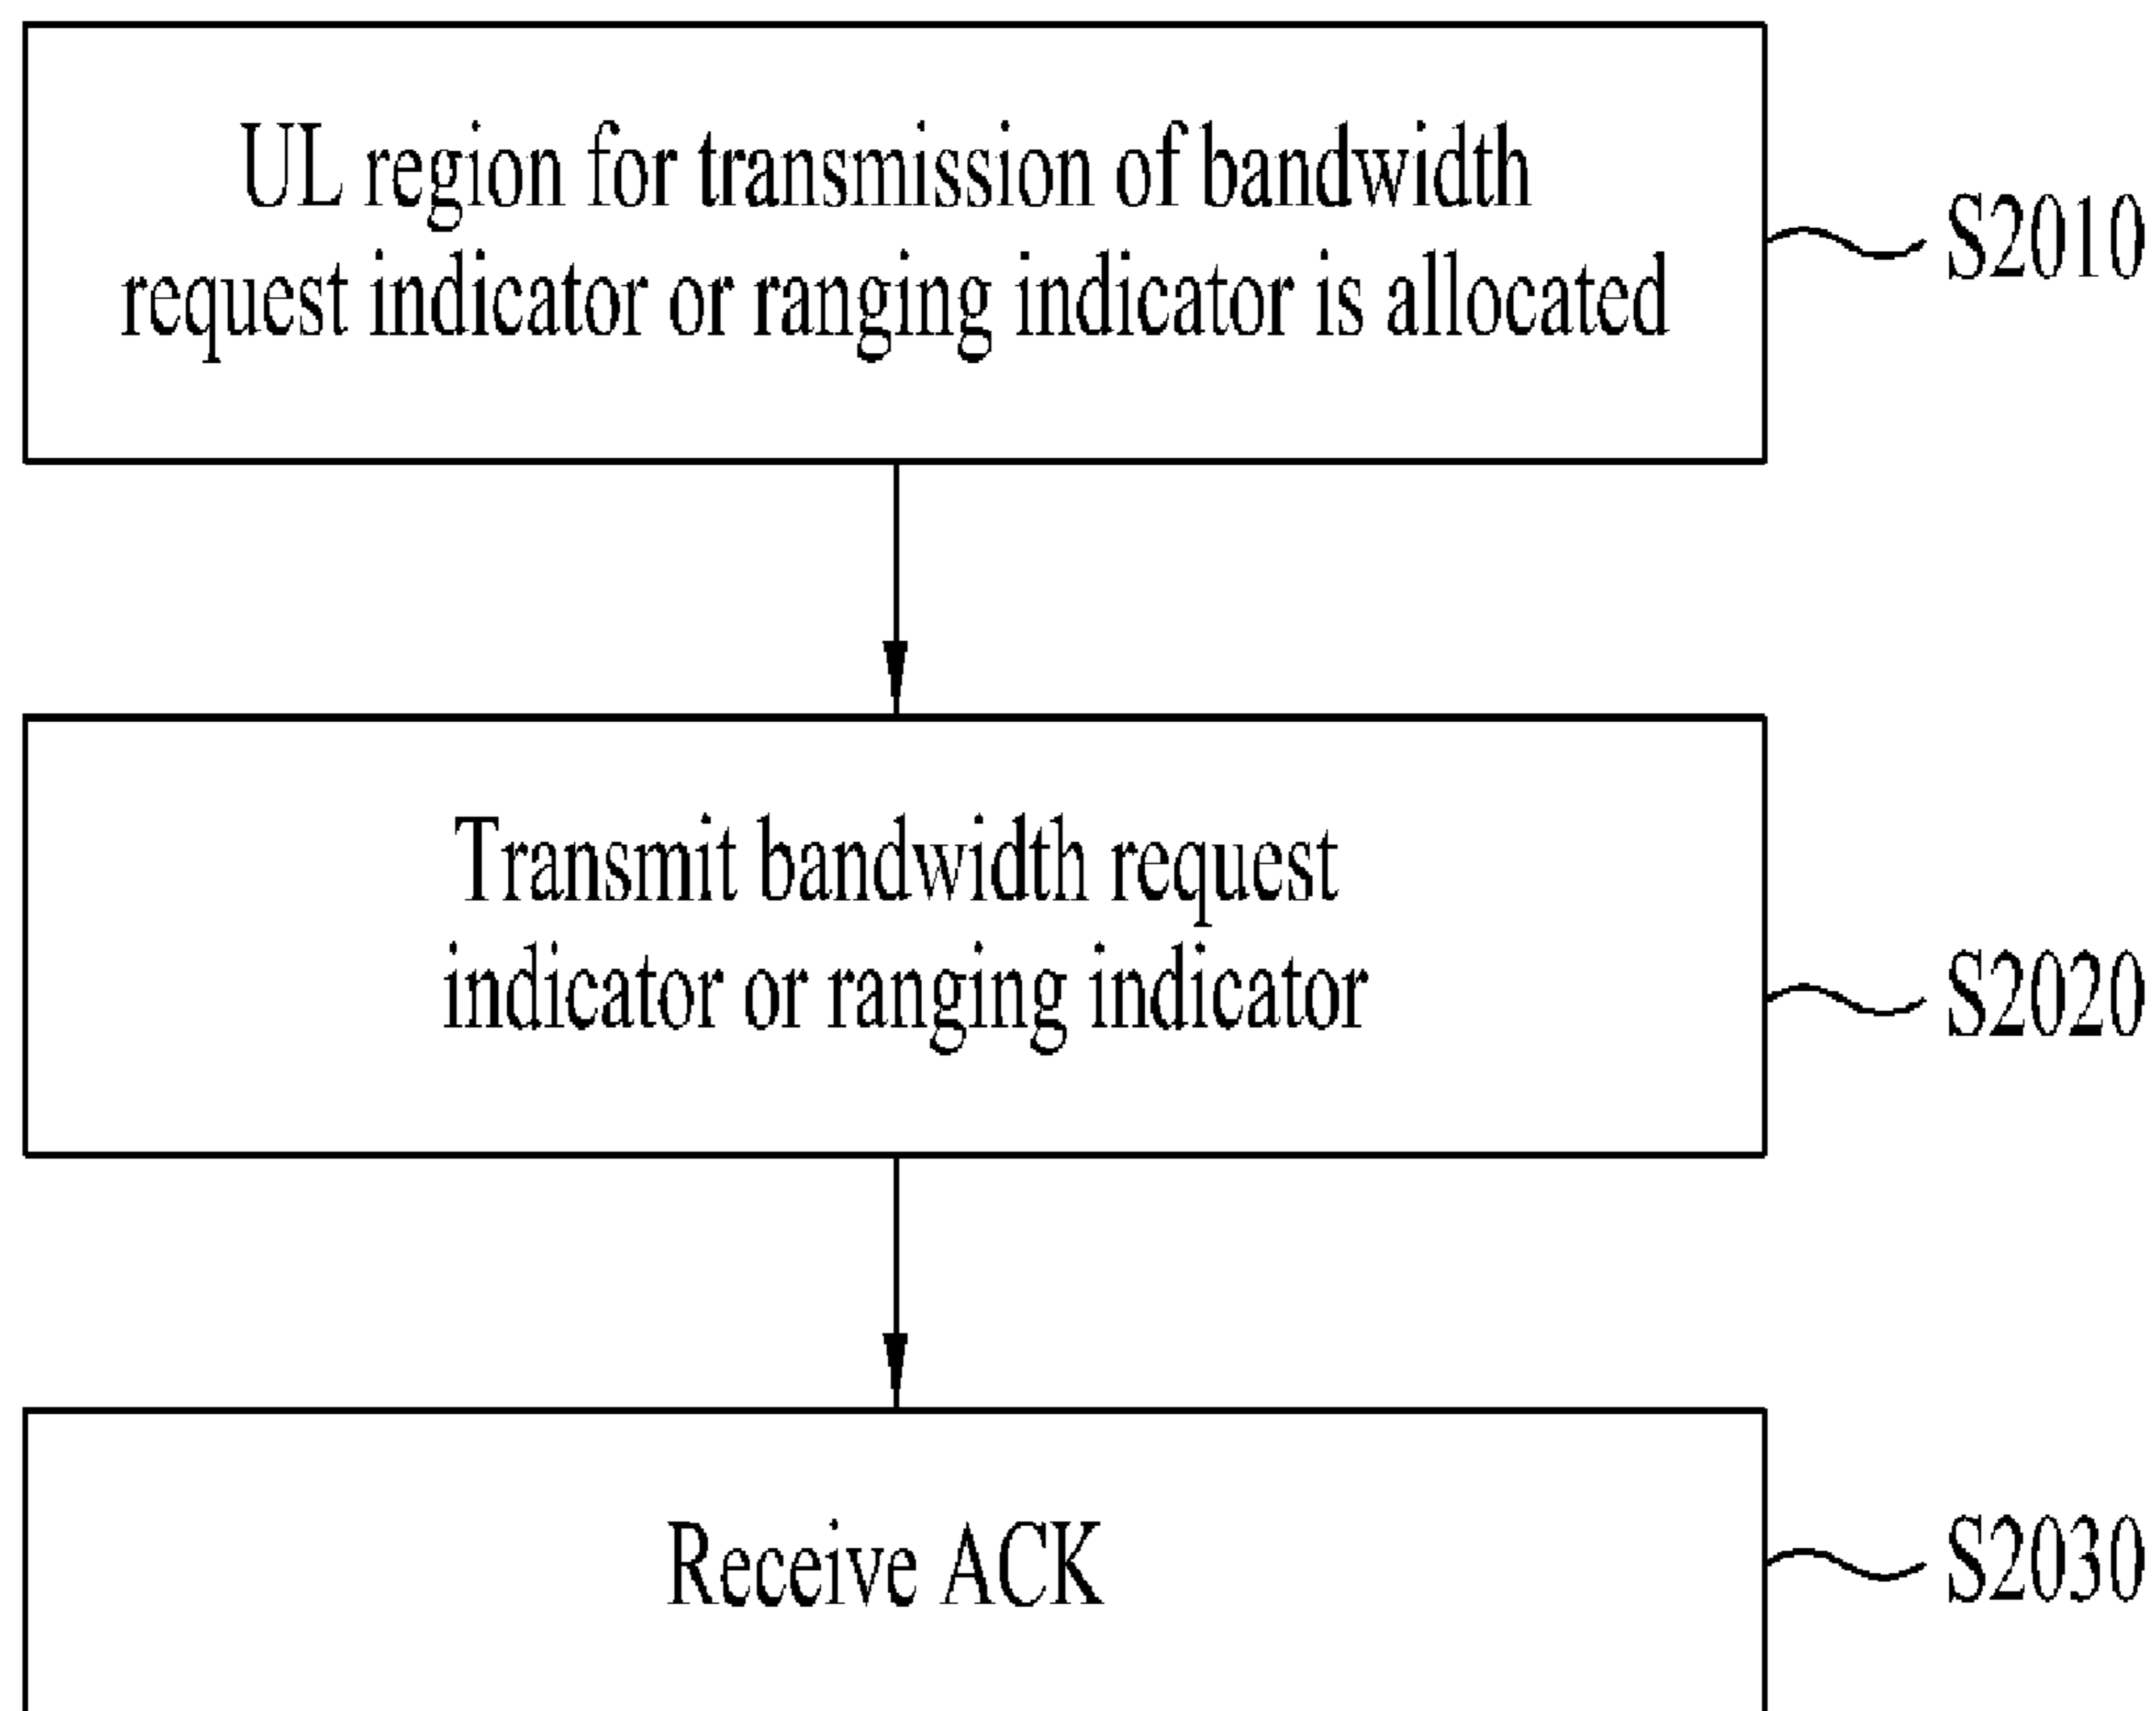 UL region for transmission of bandwidth
request indicator or ranging indicator is allocated
S2010
Transmit bandwidth request
indicator or ranging indicator
S2020
Receive ACK
S2030